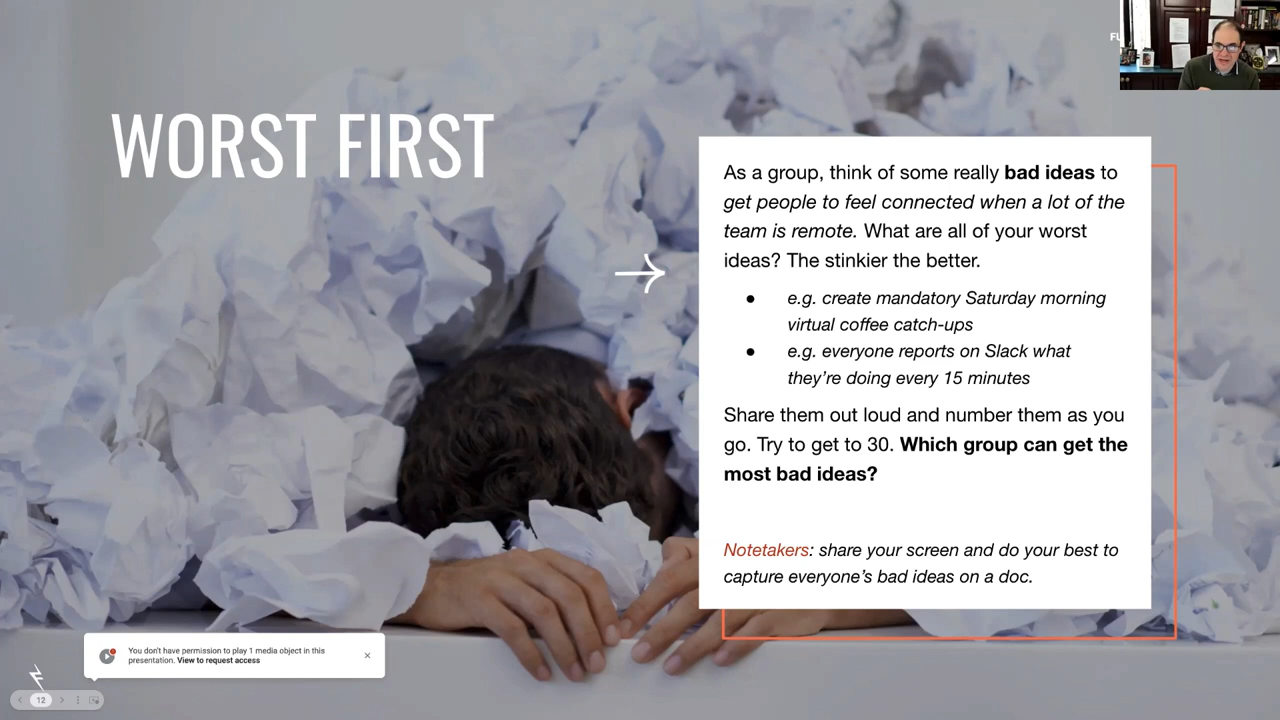 FU
WORST FIRST
As a group, think of some really bad ideas to
get people to feel connected when a lot of the
team is remote. What are all of your worst
ideas? The stinkier the better.
● e.g. create mandatory Saturday morning
virtual coffee catch-ups
● e.g. everyone reports on Slack what
they're doing every 15 minutes
Share them out loud and number them as you
go. Try to get to 30. Which group can get the
most bad ideas?
Notetakers: share your screen and do your best to
capture everyone's bad ideas on a doc.
You don't have permission to play 1 media object in this
presentation. View to request access
12